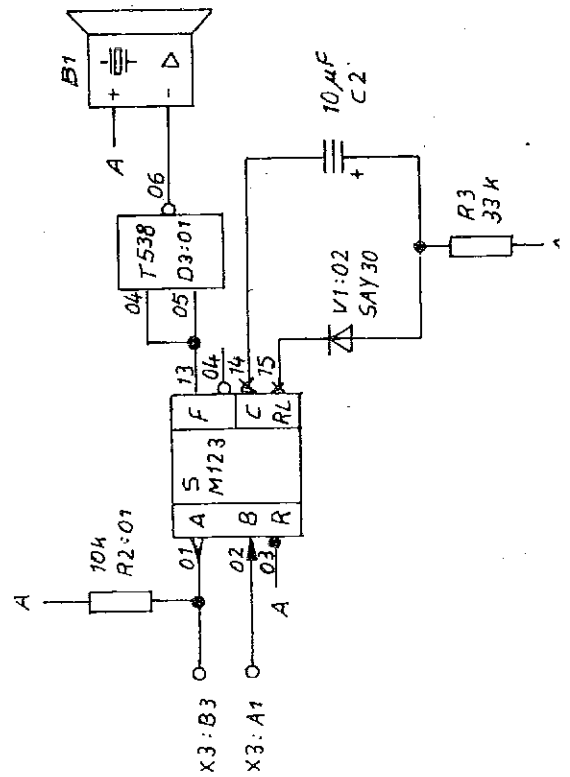 B1
+
-
A
06
T538
D3:01
04
05
13
04
14
15
F
C
RL
S
M123
A
B
R
01
02
03
A
10k
R2:01
A
X3:B3
X3:A1
10µF
C2
+
V1:02
SAY30
R3
33k